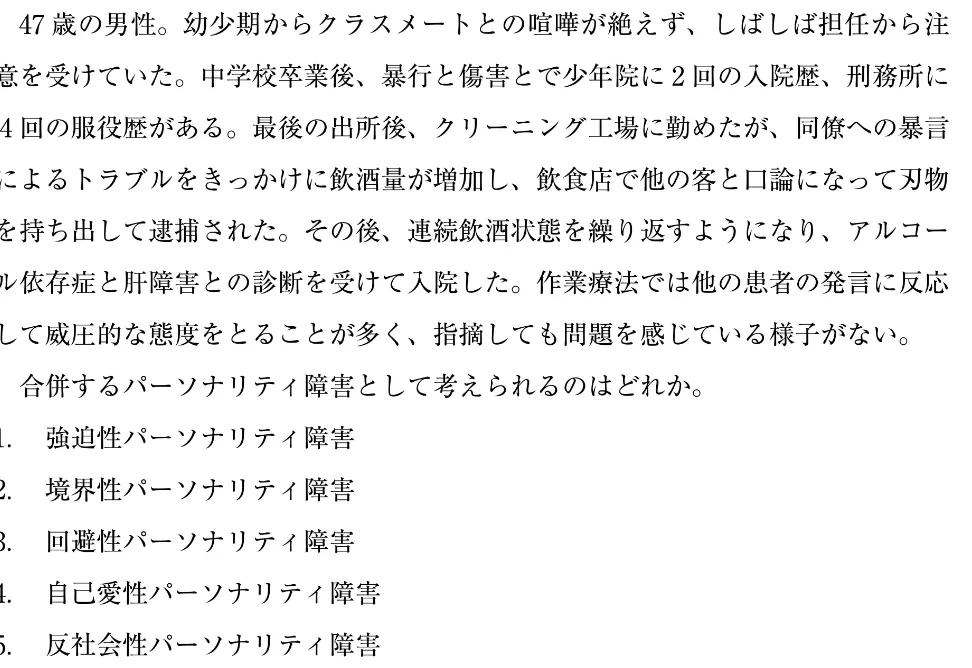 47歳の男性。幼少期からクラスメートとの喧嘩が絶えず、しばしば担任から注
意を受けていた。中学校卒業後、暴行と傷害とで少年院に2回の入院歴、刑務所に
4回の服役歴がある。最後の出所後、クリーニング工場に勤めたが、同僚への暴言
によるトラブルをきっかけに飲酒量が増加し、飲食店で他の客と口論になって刃物
を持ち出して逮捕された。その後、連続飲酒状態を繰り返すようになり、アルコー
ル依存症と肝障害との診断を受けて入院した。作業療法では他の患者の発言に反応
して威圧的な態度をとることが多く、指摘しても問題を感じている様子がない。
合併するパーソナリティ障害として考えられるのはどれか。
1. 強迫性パーソナリティ障害
2. 境界性パーソナリティ障害
3. 回避性パーソナリティ障害
4. 自己愛性パーソナリティ障害
5. 反社会性パーソナリティ障害